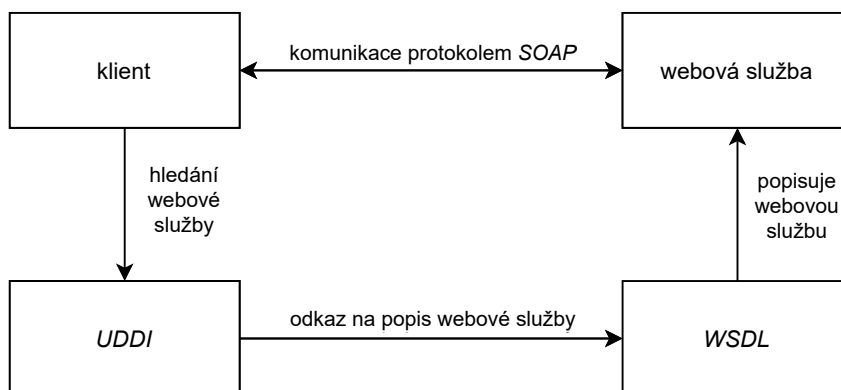 klient
komunikace protokolem SOAP
webová služba
hledání
webové
služby
popisuje
webovou
službu
UDDI
odkaz na popis webové služby
WSDL